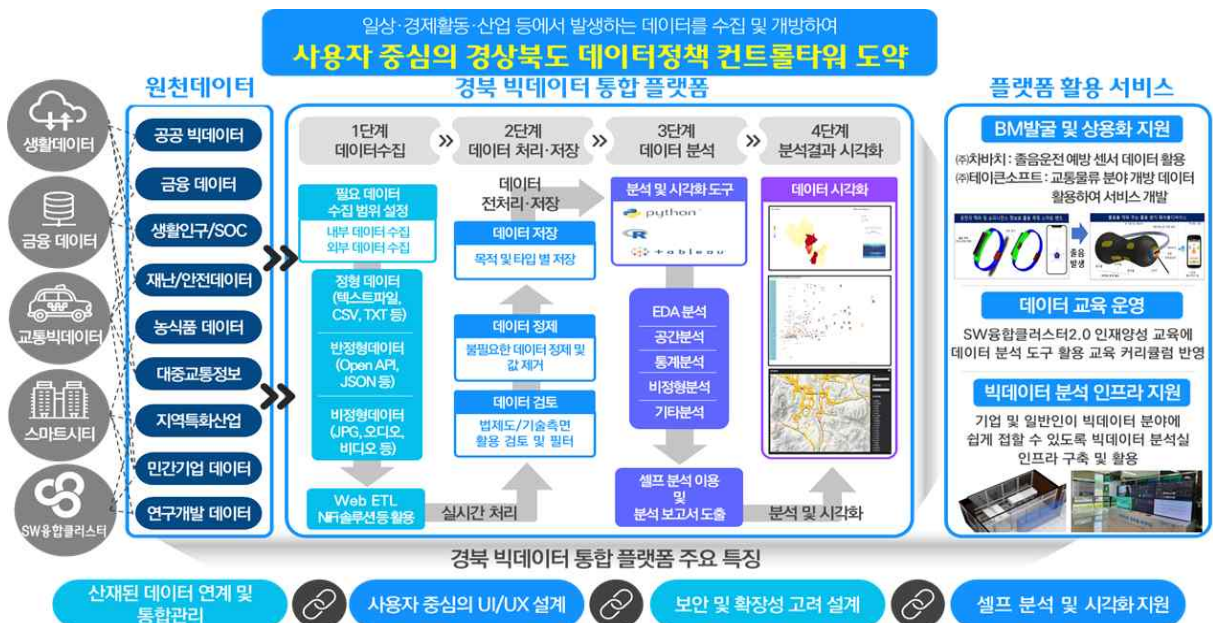 일상·경제활동·산업 등에서 발생하는 데이터를 수집 및 개방하여
사용자 중심의 경상북도 데이터정책 컨트롤타워 도약
원천데이터
생활데이터
금융 데이터
교통빅데이터
스마트시티
SW융합클러스터
공공 빅데이터
금융 데이터
생활인구/SOC
재난/안전데이터
농식품 데이터
대중교통정보
지역특화산업
민간기업 데이터
연구개발 데이터
경북 빅데이터 통합 플랫폼
1단계
데이터수집
2단계
데이터 처리·저장
3단계
데이터 분석
4단계
분석결과 시각화
필요 데이터
수집 범위 설정
내부 데이터 수집
외부 데이터 수집
정형 데이터
(텍스트파일,
CSV, TXT 등)
반정형데이터
(Open API,
JSON 등)
비정형데이터
(JPG, 오디오,
비디오 등)
Web ETL
NiFi솔루션등 활용
실시간 처리
데이터
전처리·저장
데이터 저장
목적 및 타입 별 저장
데이터 정제
불필요한 데이터 정제 및
값 제거
데이터 검토
법제도/기술측면
활용 검토 및 필터
분석 및 시각화 도구
python
R
tableau
EDA 분석
공간분석
통계분석
비정형분석
기타분석
셀프 분석 이용
및
분석 보고서 도출
분석 및 시각화
데이터 시각화
플랫폼 활용 서비스
BM발굴 및 상용화 지원
㈜차바치 : 졸음운전 예방 센서 데이터 활용
㈜테이큰소프트 : 교통물류 분야 개방 데이터
활용하여 서비스 개발
졸음
발생
데이터 교육 운영
SW융합클러스터2.0 인재양성 교육에
데이터 분석 도구 활용 교육 커리큘럼 반영
빅데이터 분석 인프라 지원
기업 및 일반인이 빅데이터 분야에
쉽게 접할 수 있도록 빅데이터 분석실
인프라 구축 및 활용
경북 빅데이터 통합 플랫폼 주요 특징
산재된 데이터 연계 및
통합관리
사용자 중심의 UI/UX 설계
보안 및 확장성 고려 설계
셀프 분석 및 시각화 지원